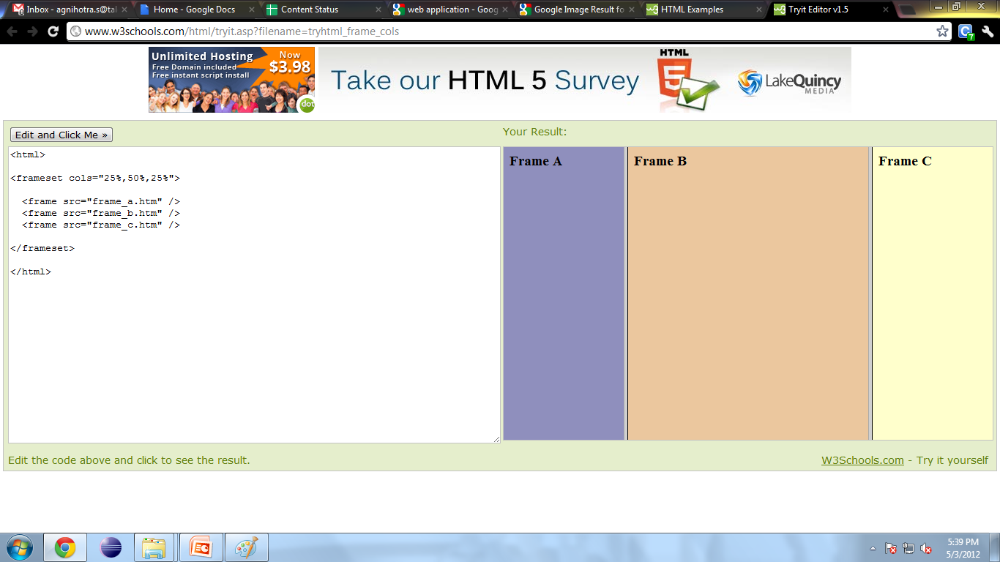 Inbox - agnihotra.s@tal
Home - Google Docs
Content Status
web application - Goog
Google Image Result fo
HTML Examples
Tryit Editor v1.5
www.w3schools.com/html/tryit.asp?filename=tryhtml_frame_cols
7
Unlimited Hosting
Free Domain included
Free instant script install
Now
$3.98
dot
Take our HTML 5 Survey
HTML
5
LakeQuincy
MEDIA
Edit and Click Me »
Your Result:
<html>
<frameset cols="25%,50%,25%">
<frame src="frame_a.htm" />
<frame src="frame_b.htm" />
<frame src="frame_c.htm" />
</frameset>
</html>
Frame A
Frame B
Frame C
Edit the code above and click to see the result.
W3Schools.com - Try it yourself
5:39 PM
5/3/2012